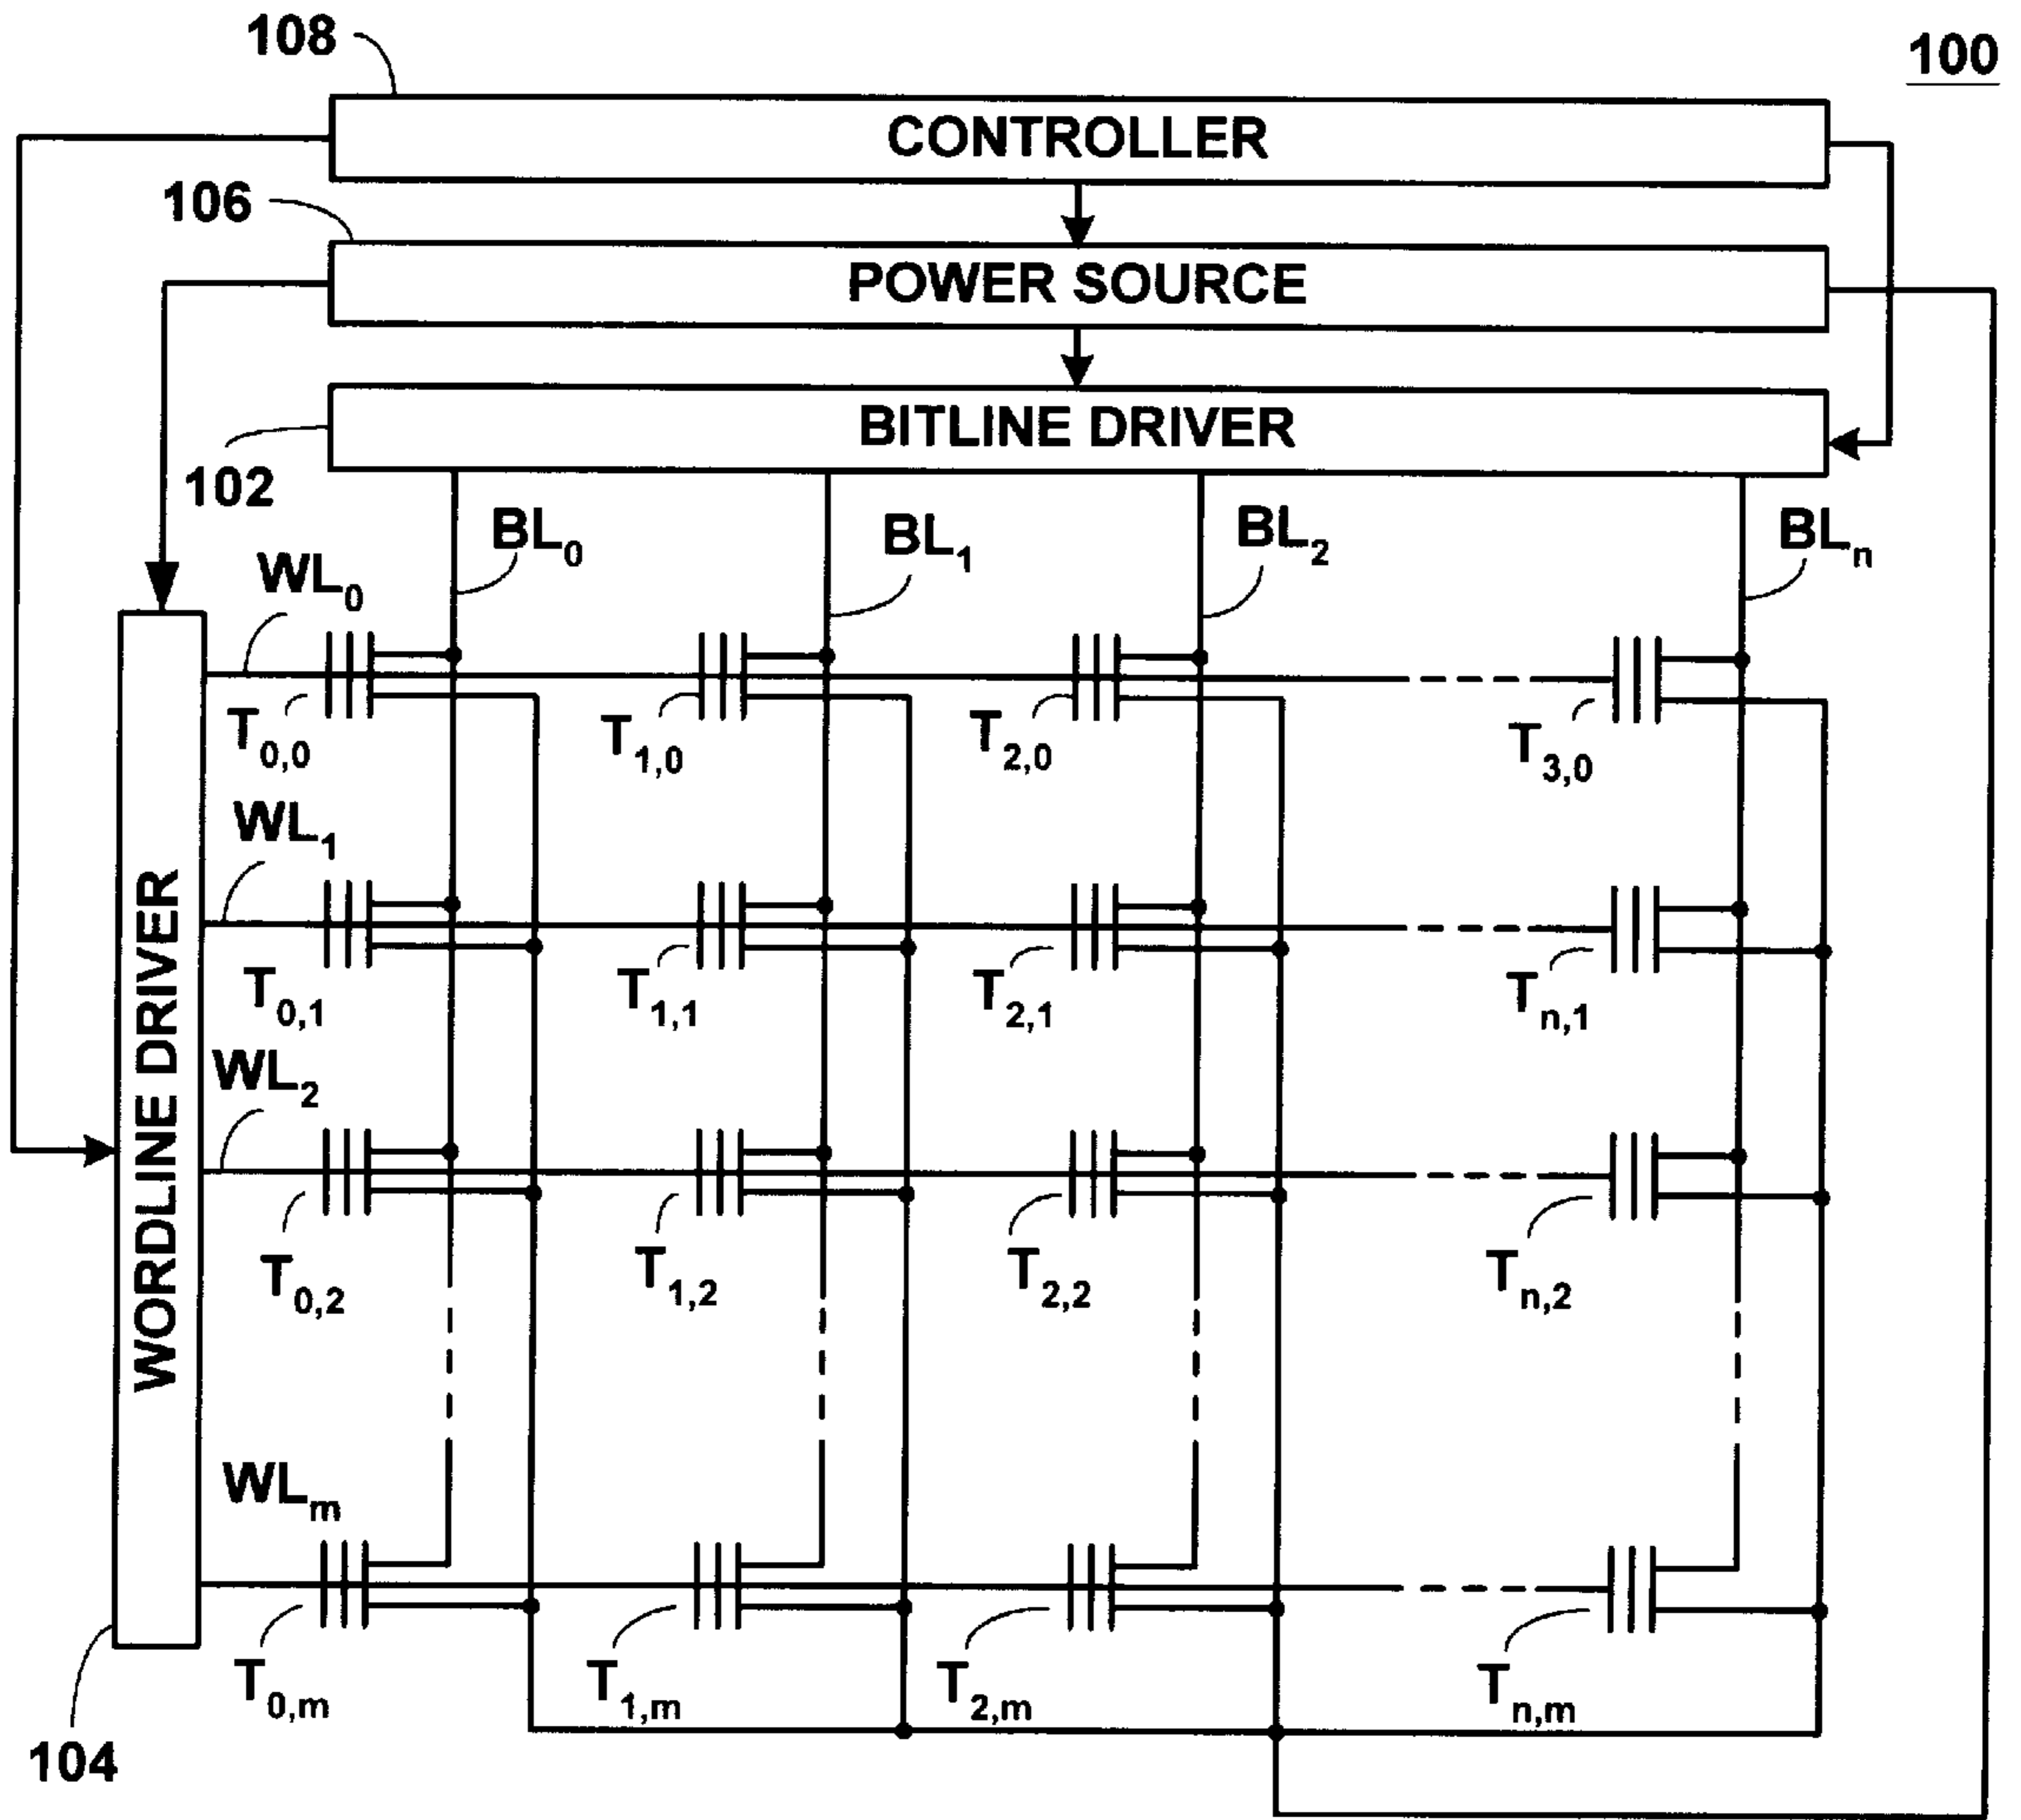 108
100
CONTROLLER
106
POWER SOURCE
BITLINE DRIVER
102
BL₀
BL₁
BL₂
BLₙ
WL₀
T₀,₀
T₁,₀
T₂,₀
T₃,₀
WL₁
T₀,₁
T₁,₁
T₂,₁
Tₙ,₁
WORDLINE DRIVER
WL₂
T₀,₂
T₁,₂
T₂,₂
Tₙ,₂
WLₘ
T₀,ₘ
T₁,ₘ
T₂,ₘ
Tₙ,ₘ
104